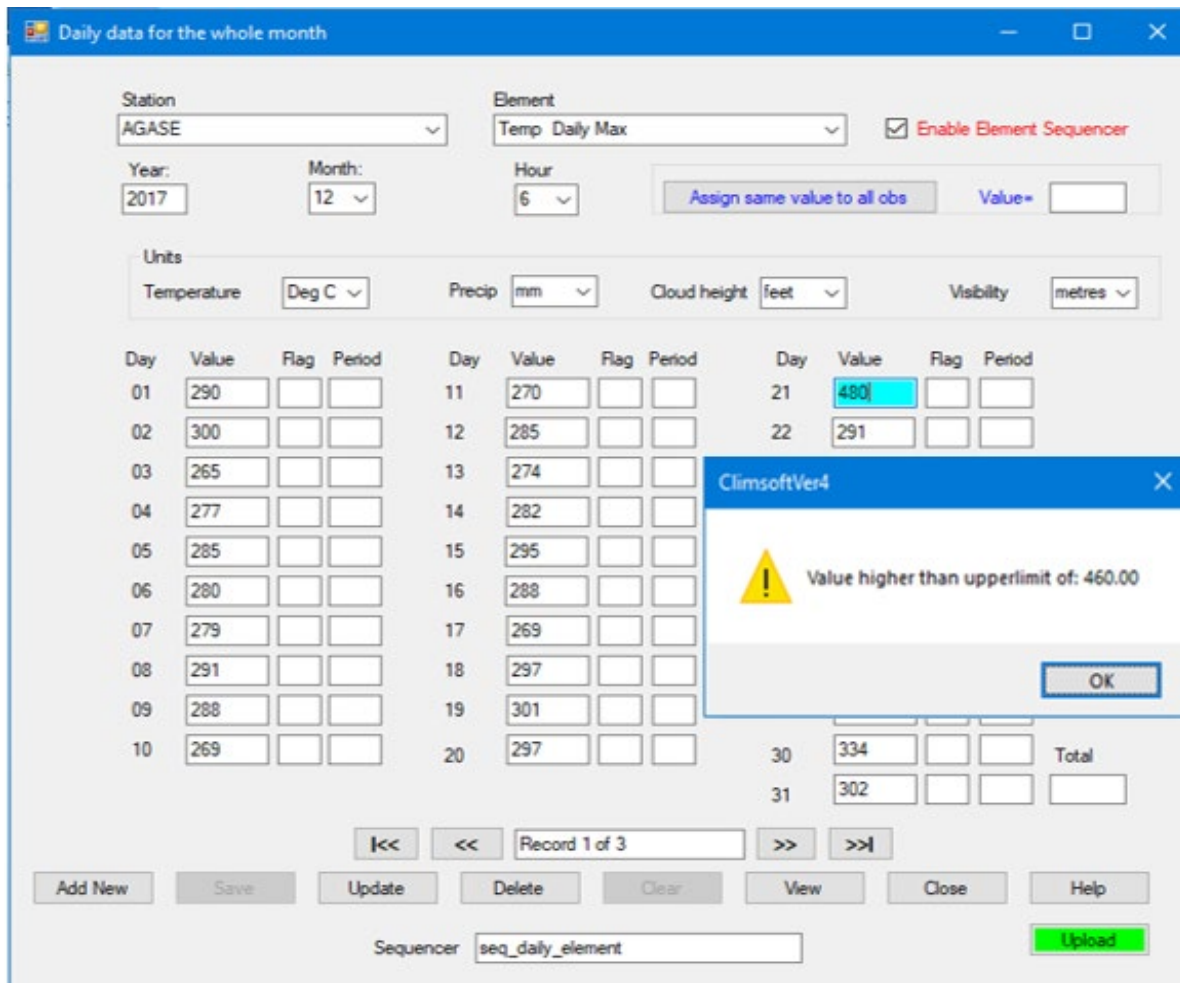 Daily data for the whole month
Station Element
AGASE Temp Daily Max Enable Element Sequencer
Year: Month: Hour
2017 12 6 Assign same value to all obs Value=
Units
Temperature Deg C Precip mm Cloud height feet Visibility metres
Day Value Flag Period Day Value Flag Period Day Value Flag Period
01 290 11 270 21 480
02 300 12 285 22 291
03 265 13 274
04 277 14 282
05 285 15 295
06 280 16 288
07 279 17 269
08 291 18 297
09 288 19 301
10 269 20 297 30 334 Total
31 302
ClimsoftVer4
Value higher than upperlimit of: 460.00
OK
|<< << Record 1 of 3 >> >>|
Add New Save Update Delete Clear View Close Help
Sequencer seq_daily_element Upload